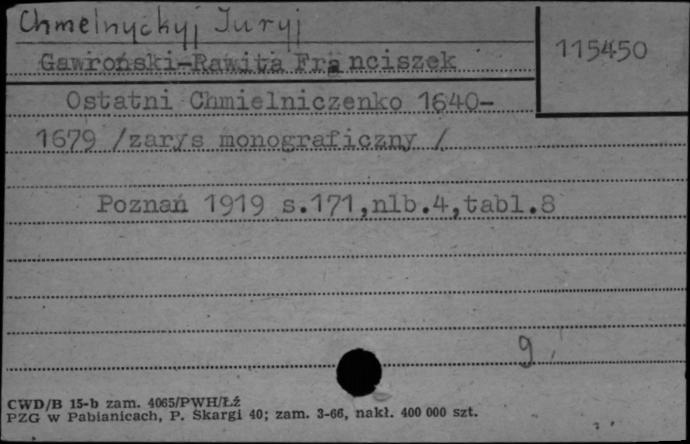 Chmelnyckyj Juryj
115450
Gawroński-Rawita Franciszek
Ostatni Chmielniczenko 1640-
1679 /zarys monograficzny /
Poznań 1919 s.171,nlb.4,tabl.8
9
CWD/B 15-b zam. 4065/PWH/Łź
PZG w Pabianicach, P. Skargi 40; zam. 3-66, nakł. 400 000 szt.